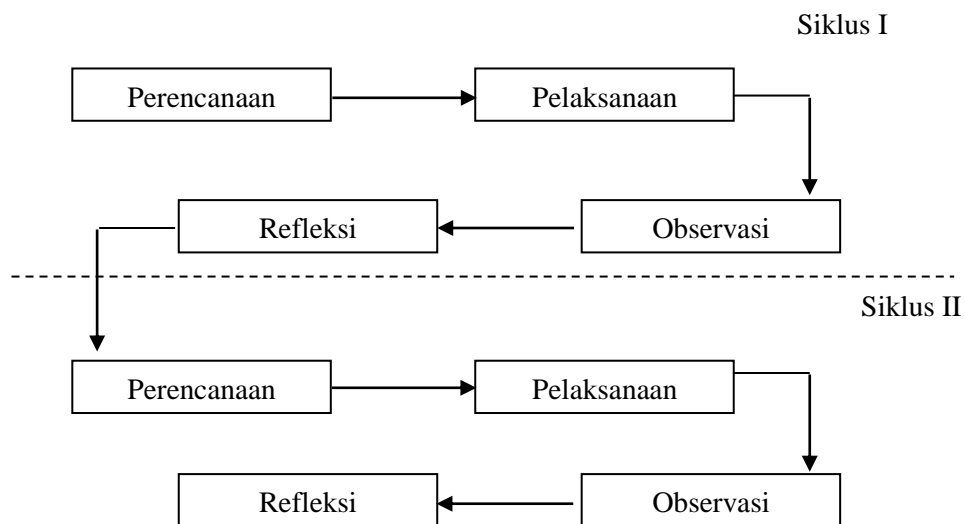 Siklus I
Perencanaan
Pelaksanaan
Refleksi
Observasi
Siklus II
Perencanaan
Pelaksanaan
Refleksi
Observasi